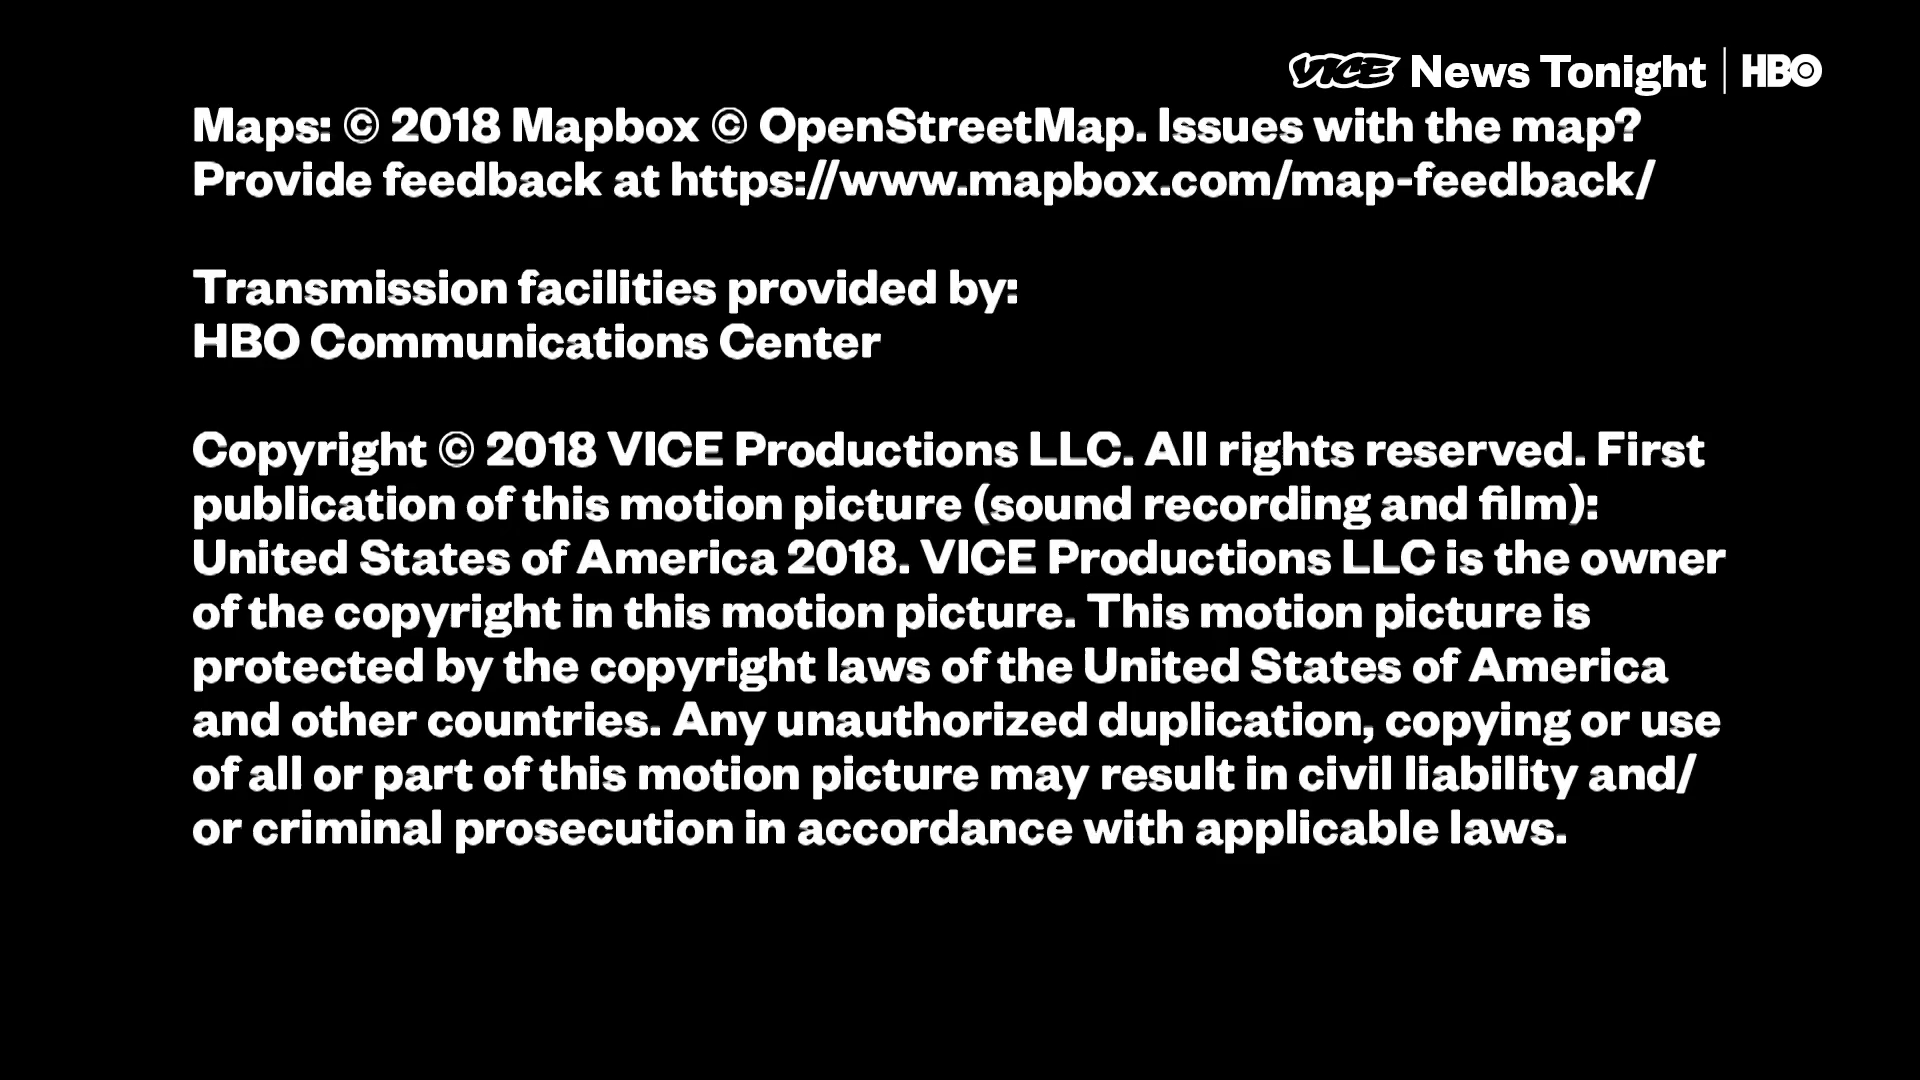 VICE News Tonight | HBO
Maps: © 2018 Mapbox © OpenStreetMap. Issues with the map?
Provide feedback at https://www.mapbox.com/map-feedback/
Transmission facilities provided by:
HBO Communications Center
Copyright © 2018 VICE Productions LLC. All rights reserved. First
publication of this motion picture (sound recording and film):
United States of America 2018. VICE Productions LLC is the owner
of the copyright in this motion picture. This motion picture is
protected by the copyright laws of the United States of America
and other countries. Any unauthorized duplication, copying or use
of all or part of this motion picture may result in civil liability and/
or criminal prosecution in accordance with applicable laws.